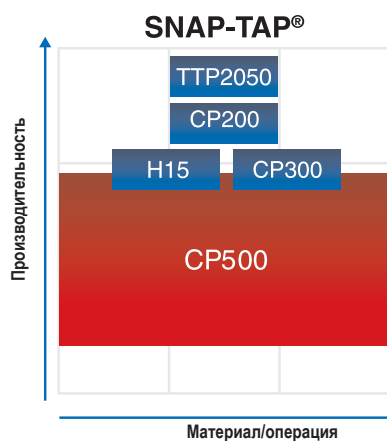 SNAP-TAP®
Производительность
TTP2050
CP200
H15 CP300
CP500
Материал/операция